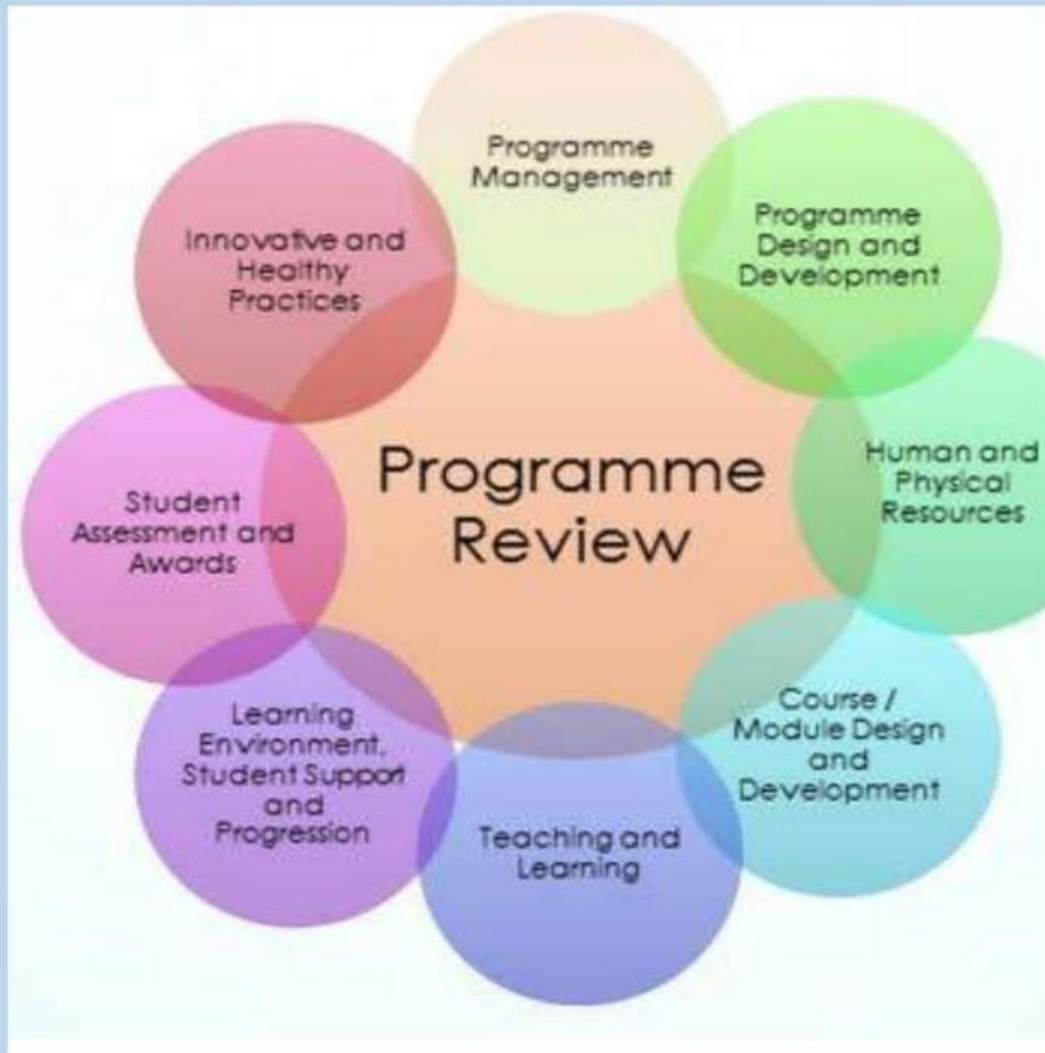 Programme
Management
Programme
Design and
Development
Human and
Physical
Resources
Course /
Module Design
and
Development
Teaching and
Learning
Learning
Environment,
Student Support
and
Progression
Student
Assessment and
Awards
Innovative and
Healthy
Practices
Programme
Review